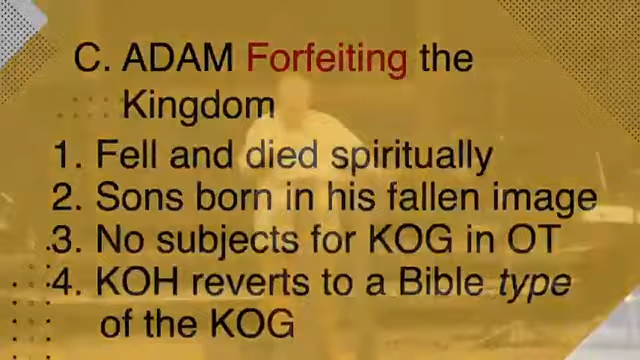 C. ADAM Forfeiting the
Kingdom
1. Fell and died spiritually
2. Sons born in his fallen image
3. No subjects for KOG in OT
4. KOH reverts to a Bible type
of the KOG